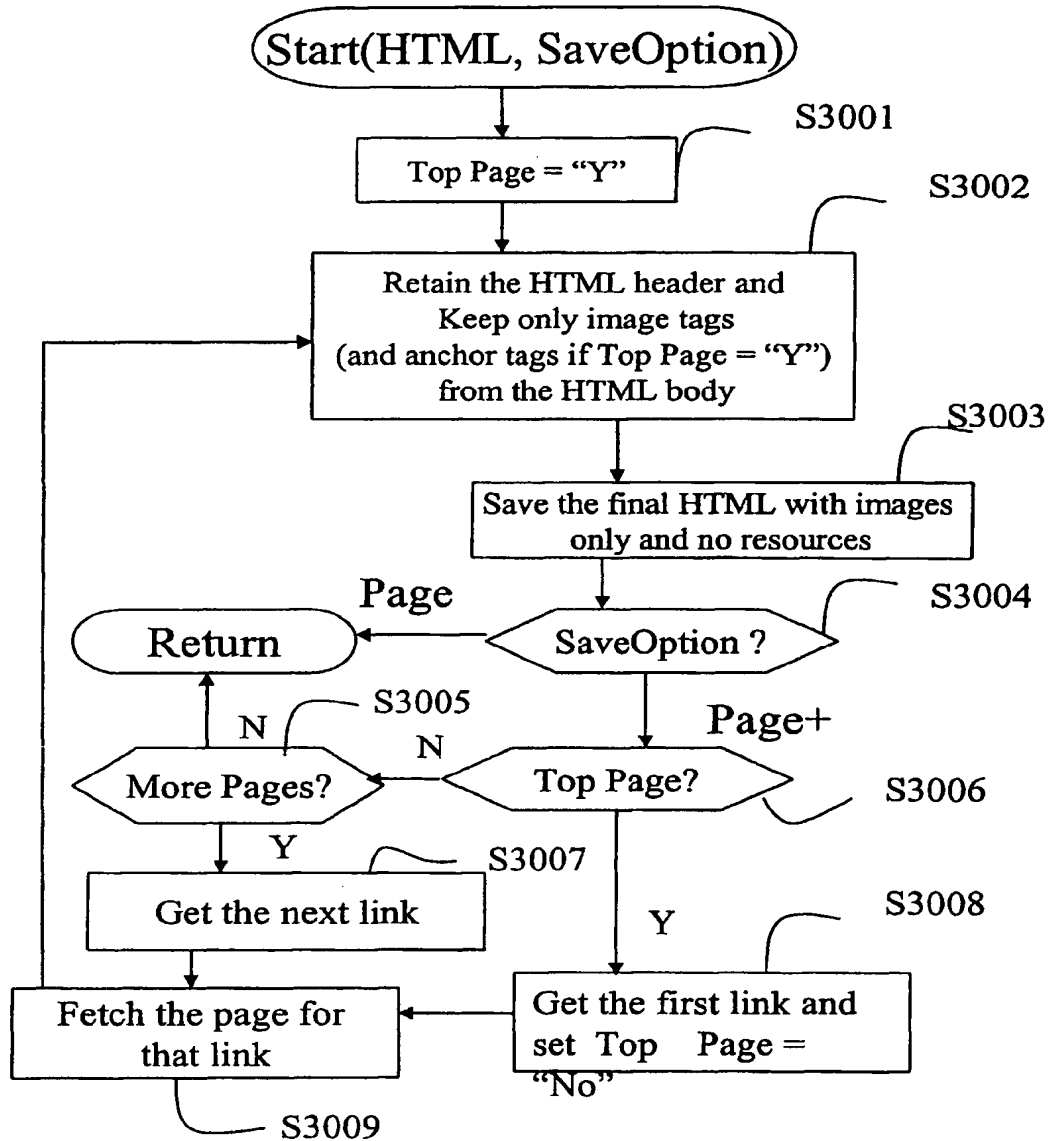 Start(HTML, SaveOption)
S3001
Top Page = “Y”
S3002
Retain the HTML header and
Keep only image tags
(and anchor tags if Top Page = “Y”)
from the HTML body
S3003
Save the final HTML with images
only and no resources
Page
S3004
Return
SaveOption ?
S3005
N
Page+
N
More Pages?
Top Page?
S3006
Y
S3007
Get the next link
S3008
Y
Fetch the page for
that link
Get the first link and
set Top Page =
“No”
S3009